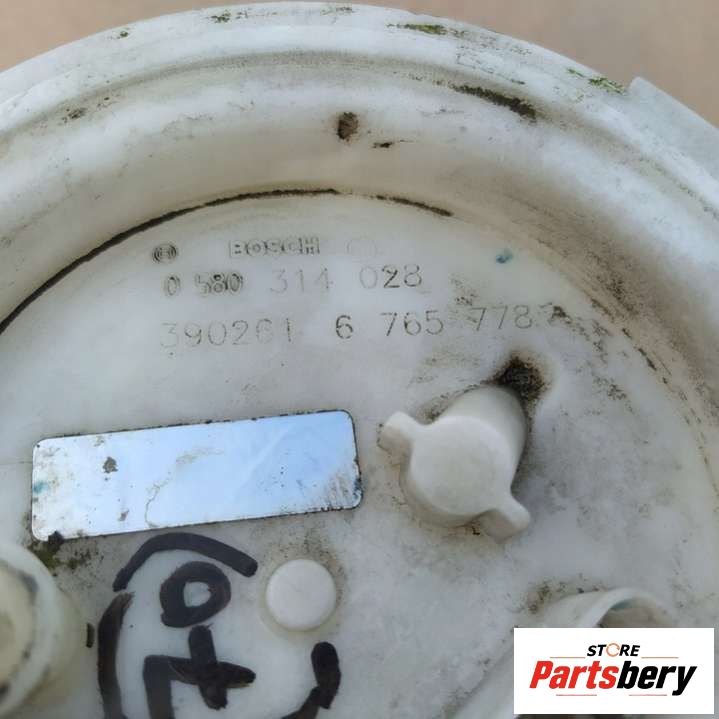 BOSCH
0 580 314 028
390261 6 765 778
STORE
Partsbery